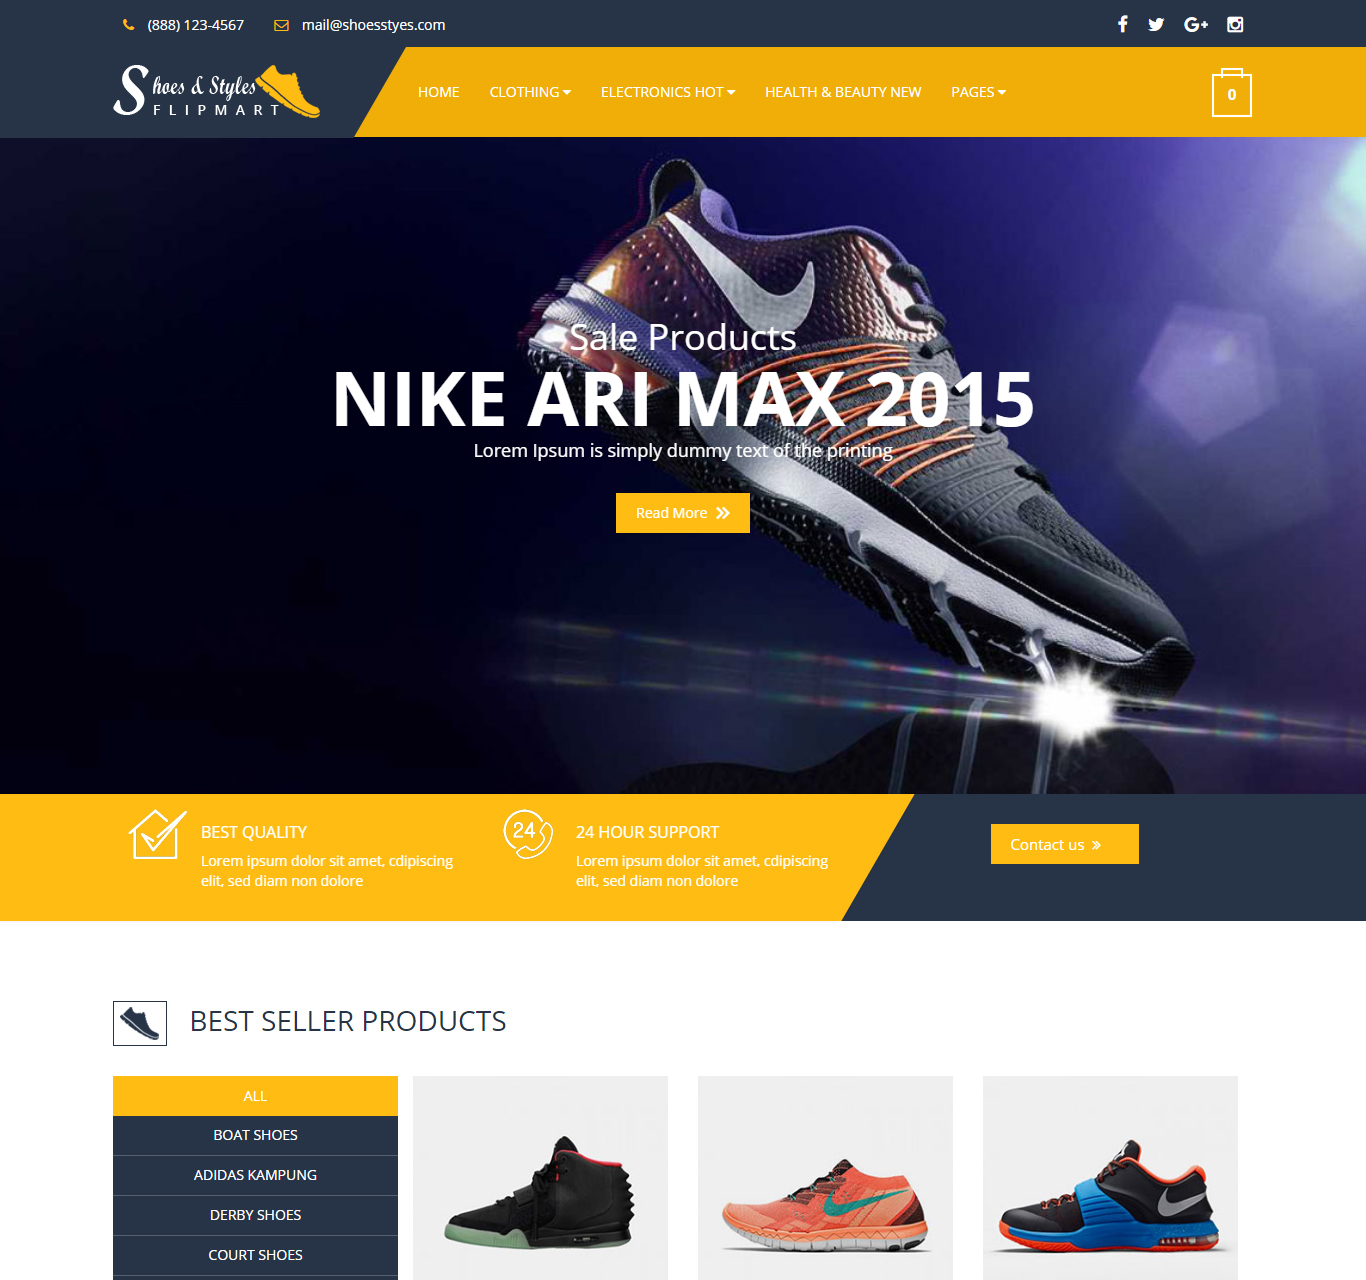 (888) 123-4567 mail@shoesstyes.com
Shoes & Styles
FLIPMART
HOME CLOTHING ELECTRONICS HOT HEALTH & BEAUTY NEW PAGES
0
Sale Products
NIKE ARI MAX 2015
Lorem Ipsum is simply dummy text of the printing
Read More
BEST QUALITY
Lorem ipsum dolor sit amet, cdipiscing
elit, sed diam non dolore
24
24 HOUR SUPPORT
Lorem ipsum dolor sit amet, cdipiscing
elit, sed diam non dolore
Contact us
BEST SELLER PRODUCTS
ALL
BOAT SHOES
ADIDAS KAMPUNG
DERBY SHOES
COURT SHOES